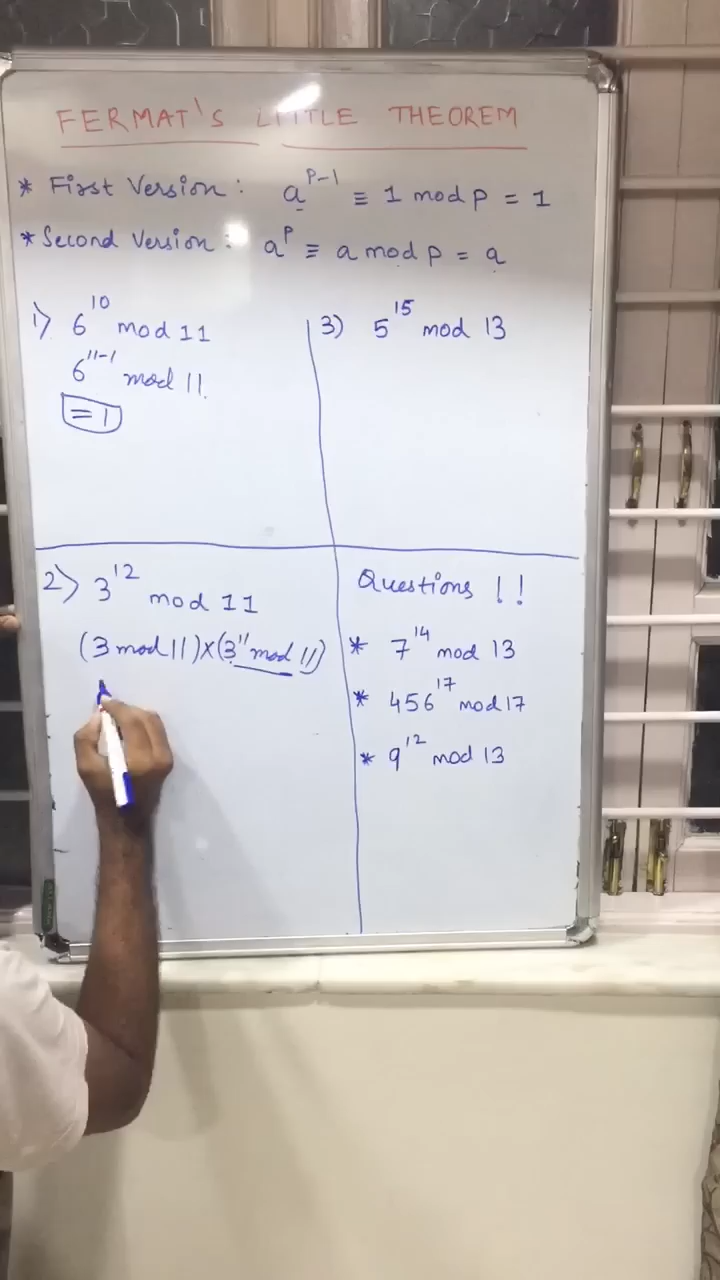 FERMAT'S LITTLE THEOREM
* First Version: a^(P-1) ≡ 1 mod p = 1
* Second Version: a^P ≡ a mod p = a
1) 6^10 mod 11
6^(11-1) mod 11
= 1
3) 5^15 mod 13
2) 3^12 mod 11
(3 mod 11) x (3^11 mod 11)
Questions !!
* 7^14 mod 13
* 456^17 mod 17
* 9^12 mod 13